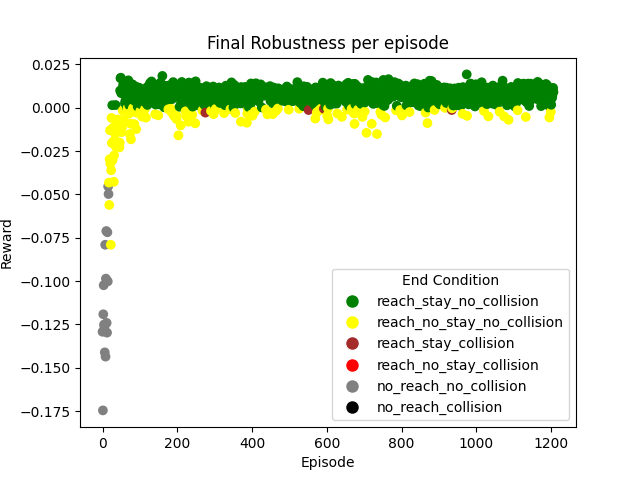 Final Robustness per episode
Reward
0.025
0.000
−0.025
−0.050
−0.075
−0.100
−0.125
−0.150
−0.175
End Condition
reach_stay_no_collision
reach_no_stay_no_collision
reach_stay_collision
reach_no_stay_collision
no_reach_no_collision
no_reach_collision
0 200 400 600 800 1000 1200
Episode